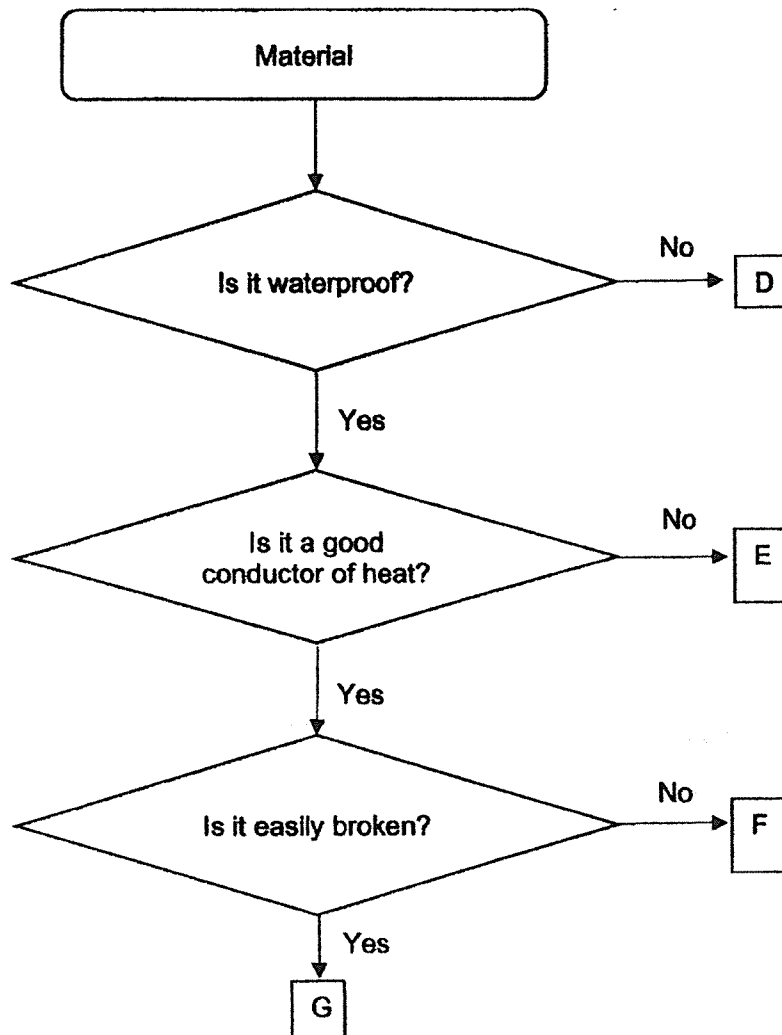 Material
Is it waterproof?
No
D
Yes
Is it a good
conductor of heat?
No
E
Yes
Is it easily broken?
No
F
Yes
G